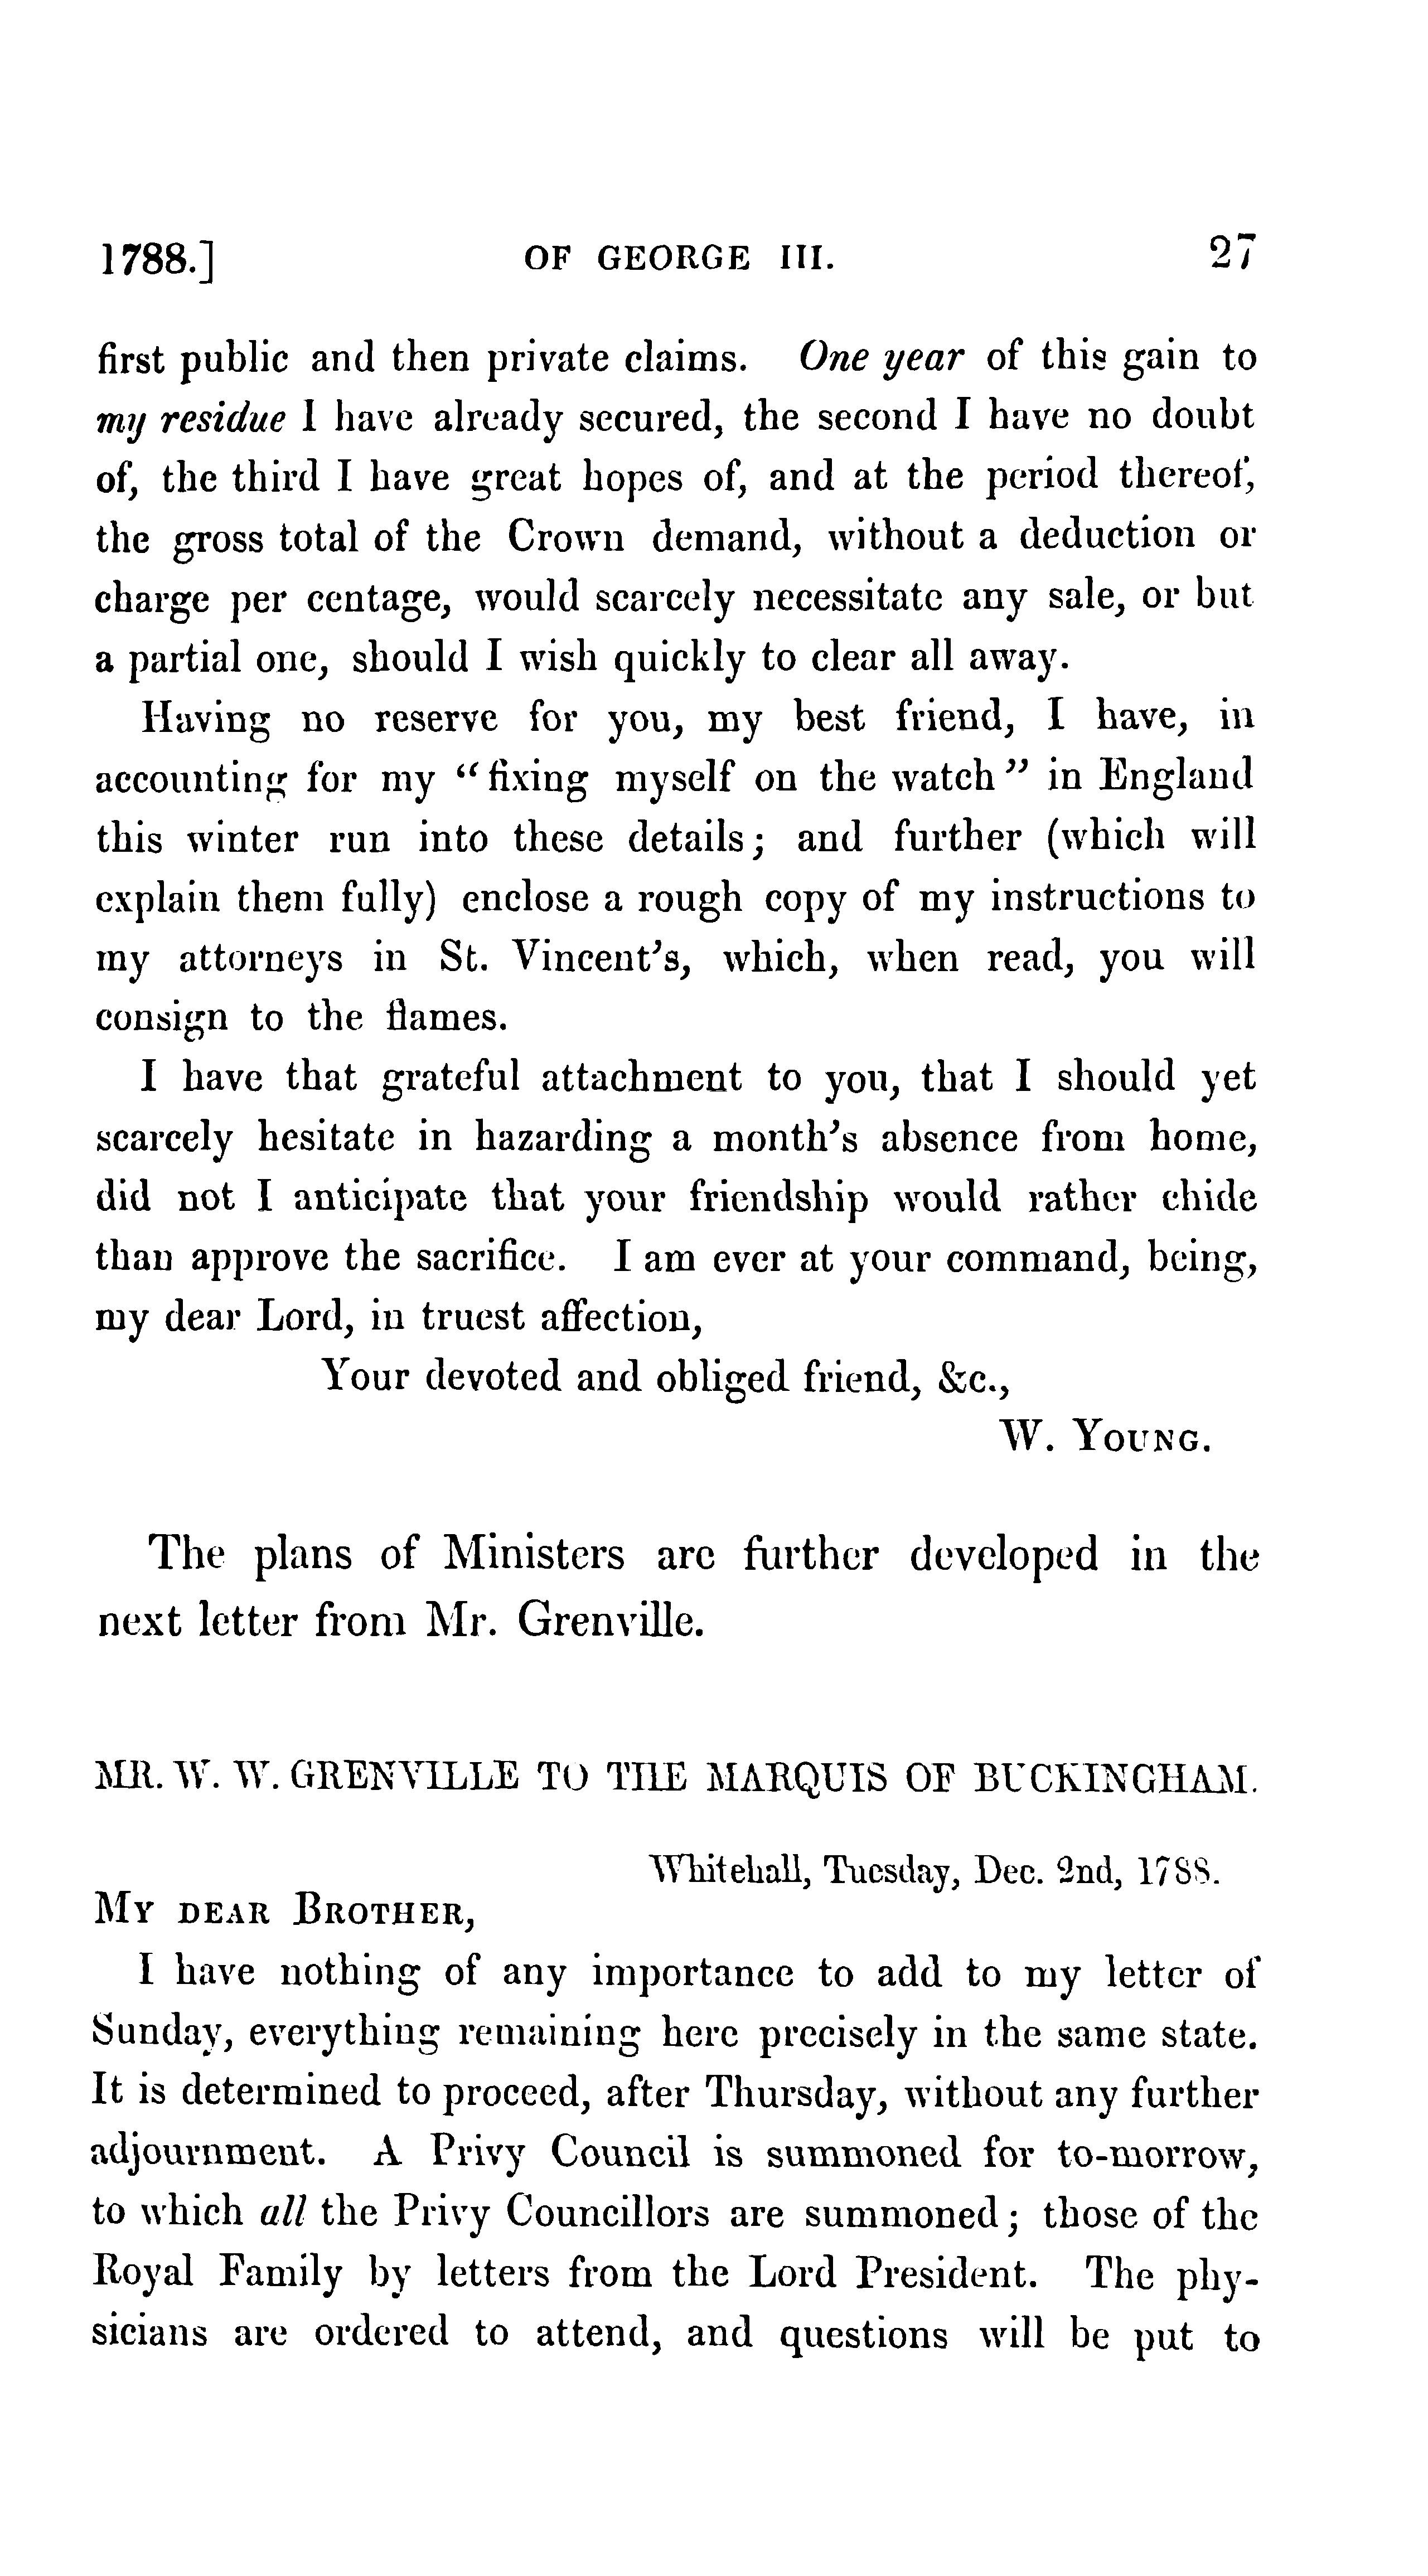 1788.] OF GEORGE III. 27
first public and then private claims. One year of this gain to
my residue I have already secured, the second I have no doubt
of, the third I have great hopes of, and at the period thereof,
the gross total of the Crown demand, without a deduction or
charge per centage, would scarcely necessitate any sale, or but
a partial one, should I wish quickly to clear all away.
Having no reserve for you, my best friend, I have, in
accounting for my “fixing myself on the watch” in England
this winter run into these details; and further (which will
explain them fully) enclose a rough copy of my instructions to
my attorneys in St. Vincent's, which, when read, you will
consign to the flames.
I have that grateful attachment to you, that I should yet
scarcely hesitate in hazarding a month's absence from home,
did not I anticipate that your friendship would rather chide
than approve the sacrifice. I am ever at your command, being,
my dear Lord, in truest affection,
Your devoted and obliged friend, &c.,
W. YOUNG.
The plans of Ministers are further developed in the
next letter from Mr. Grenville.
MR. W. W. GRENVILLE TO THE MARQUIS OF BUCKINGHAM.
Whitehall, Tuesday, Dec. 2nd, 1788.
MY DEAR BROTHER,
I have nothing of any importance to add to my letter of
Sunday, everything remaining here precisely in the same state.
It is determined to proceed, after Thursday, without any further
adjournment. A Privy Council is summoned for to-morrow,
to which all the Privy Councillors are summoned; those of the
Royal Family by letters from the Lord President. The phy-
sicians are ordered to attend, and questions will be put to